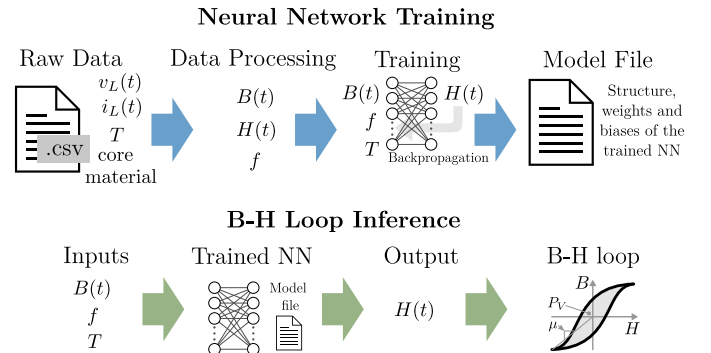 Neural Network Training
Raw Data
v_L(t)
i_L(t)
T
.csv
core
material
Data Processing
B(t)
H(t)
f
Training
B(t)
H(t)
f
T
Backpropagation
Model File
Structure,
weights and
biases of the
trained NN
B-H Loop Inference
Inputs
B(t)
f
T
Trained NN
Model
file
Output
H(t)
B-H loop
B
P_V
μ
H